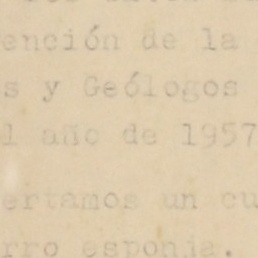 ención de la
s y Geólogos
l año de 1957
ertamos un cu
rro esponja.